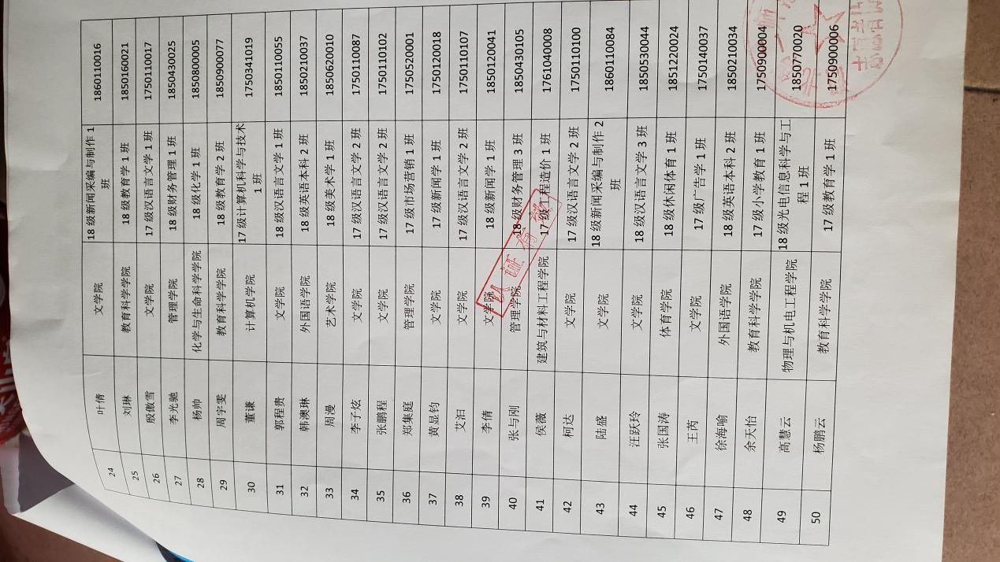 24 叶倩 文学院 18 级新闻采编与制作 1 班 1860110016
25 刘琳 教育科学学院 18 级教育学 1 班 1850160021
26 殷傲雪 文学院 17 级汉语言文学 1 班 1750110017
27 李光驰 管理学院 18 级财务管理 1 班 1850430025
28 杨帅 化学与生命科学学院 18 级化学 1 班 1850800005
29 周宇雯 教育科学学院 18 级教育学 2 班 1850900077
30 董谦 计算机学院 17 级计算机科学与技术 1 班 1750341019
31 郭程贵 文学院 18 级汉语言文学 1 班 1850110055
32 韩澳琳 外国语学院 18 级英语本科 2 班 1850210037
33 周漫 艺术学院 18 级美术学 1 班 1850620010
34 李子炫 文学院 17 级汉语言文学 2 班 1750110087
35 张鹏程 文学院 17 级汉语言文学 2 班 1750110102
36 郑集庭 管理学院 17 级市场营销 1 班 1750520001
37 黄显钧 文学院 17 级新闻学 1 班 1750120018
38 艾妇 文学院 17 级汉语言文学 2 班 1750110107
39 李倩 文学院 18 级新闻学 1 班 1850120041
40 张与刚 管理学院 18 级财务管理 3 班 1850430105
41 侯薇 建筑与材料工程学院 17 级工程造价 1 班 1761040008
42 柯达 文学院 17 级汉语言文学 2 班 1750110100
43 陆盛 文学院 18 级新闻采编与制作 2 班 1860110084
44 汪跃玲 文学院 18 级汉语言文学 3 班 1850530044
45 张国涛 体育学院 18 级休闲体育 1 班 1851220024
46 王芮 文学院 17 级广告学 1 班 1750140037
47 徐海喻 外国语学院 18 级英语本科 2 班 1850210034
48 余天怡 教育科学学院 17 级小学教育 1 班 1750900004
49 高慧云 物理与机电工程学院 18 级光电信息科学与工程 1 班 1850770020
50 杨鹏云 教育科学学院 17 级教育学 1 班 1750900006